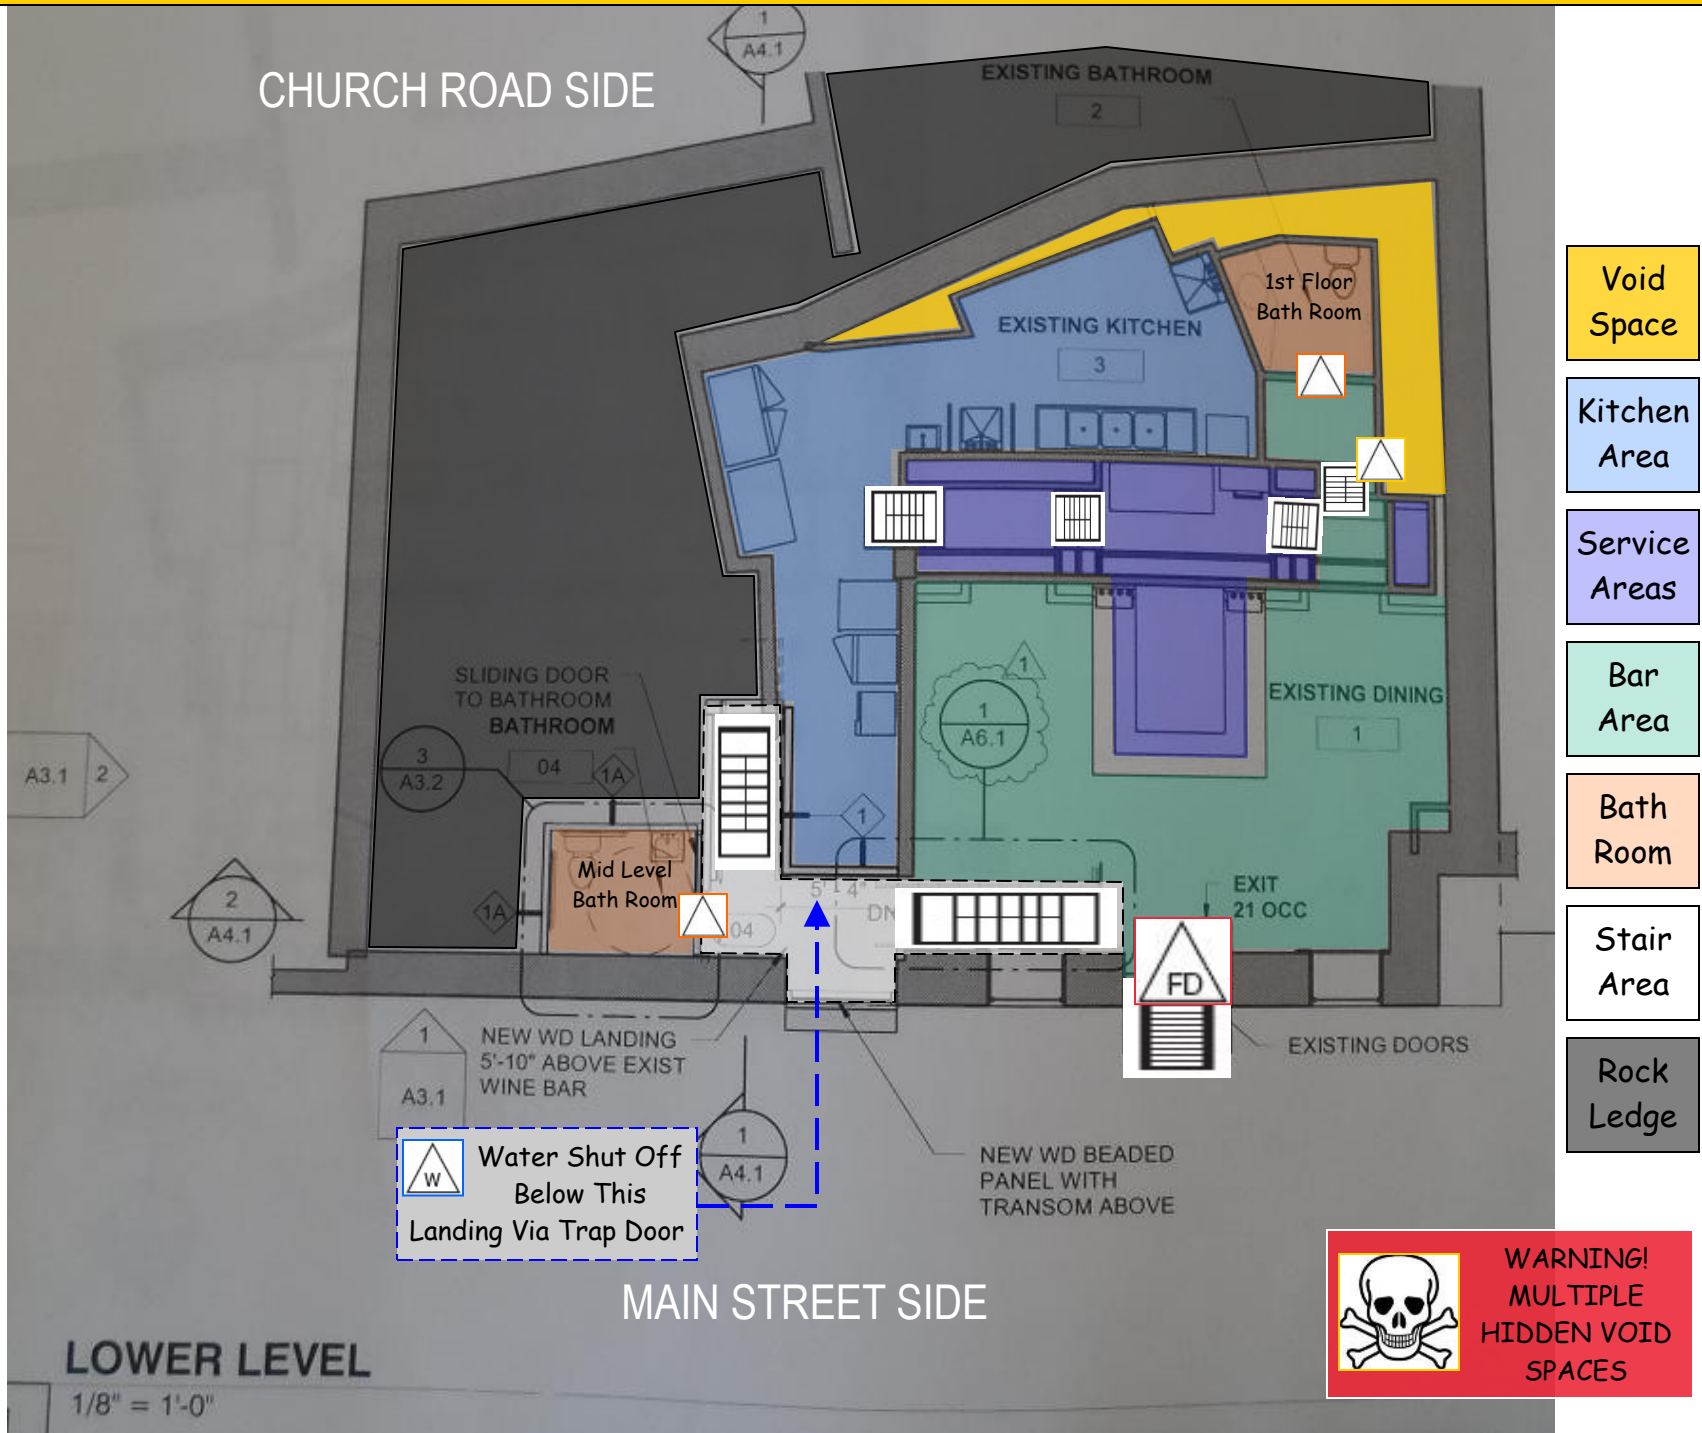 1
A4.1
CHURCH ROAD SIDE
EXISTING BATHROOM
2
1st Floor
Bath Room
EXISTING KITCHEN
3
Void
Space
Kitchen
Area
Service
Areas
Bar
Area
Bath
Room
Stair
Area
Rock
Ledge
SLIDING DOOR
TO BATHROOM
BATHROOM
04
1A
3
A3.2
A3.1
2
1
1
A6.1
EXISTING DINING
1
1
Mid Level
Bath Room
1A
2
A4.1
5' 4"
DN
04
EXIT
21 OCC
FD
1
A3.1
NEW WD LANDING
5'-10" ABOVE EXIST
WINE BAR
EXISTING DOORS
W
Water Shut Off
Below This
Landing Via Trap Door
1
A4.1
NEW WD BEADED
PANEL WITH
TRANSOM ABOVE
MAIN STREET SIDE
WARNING!
MULTIPLE
HIDDEN VOID
SPACES
LOWER LEVEL
1/8" = 1'-0"